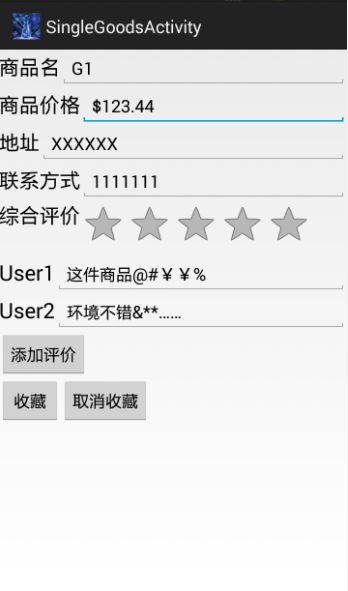 SingleGoodsActivity
商品名 G1
商品价格 $123.44
地址 XXXXXX
联系方式 1111111
综合评价
User1 这件商品@#￥￥%
User2 环境不错&**……
添加评价
收藏 取消收藏